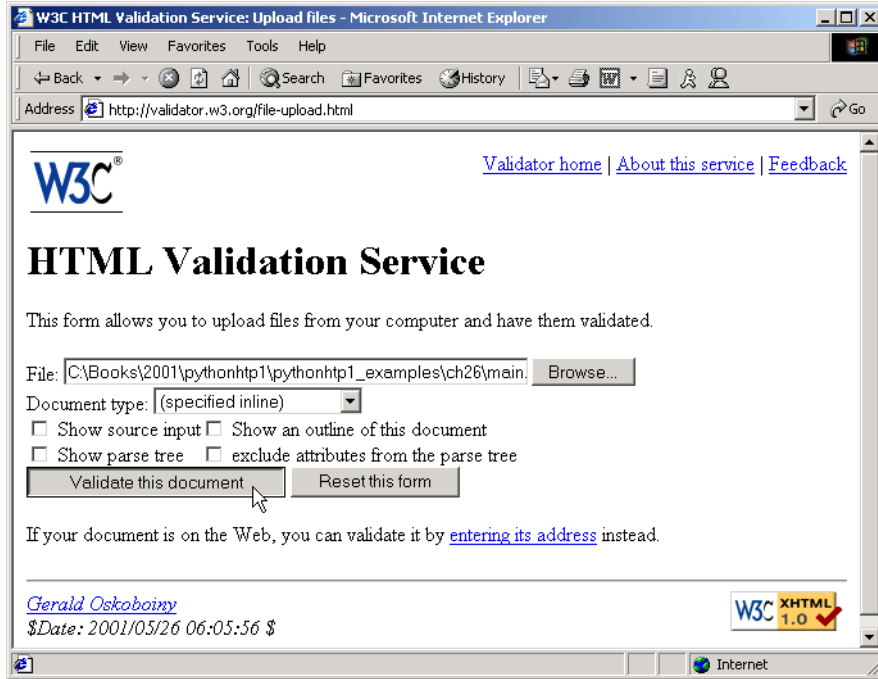 W3C HTML Validation Service: Upload files - Microsoft Internet Explorer
File Edit View Favorites Tools Help
Back Search Favorites History
Address http://validator.w3.org/file-upload.html Go
W3C® Validator home | About this service | Feedback
HTML Validation Service
This form allows you to upload files from your computer and have them validated.
File: C:\Books\2001\pythonhtp1\pythonhtp1_examples\ch26\main. Browse...
Document type: (specified inline)
Show source input Show an outline of this document
Show parse tree exclude attributes from the parse tree
Validate this document Reset this form
If your document is on the Web, you can validate it by entering its address instead.
Gerald Oskoboiny
$Date: 2001/05/26 06:05:56 $
W3C XHTML 1.0
Internet